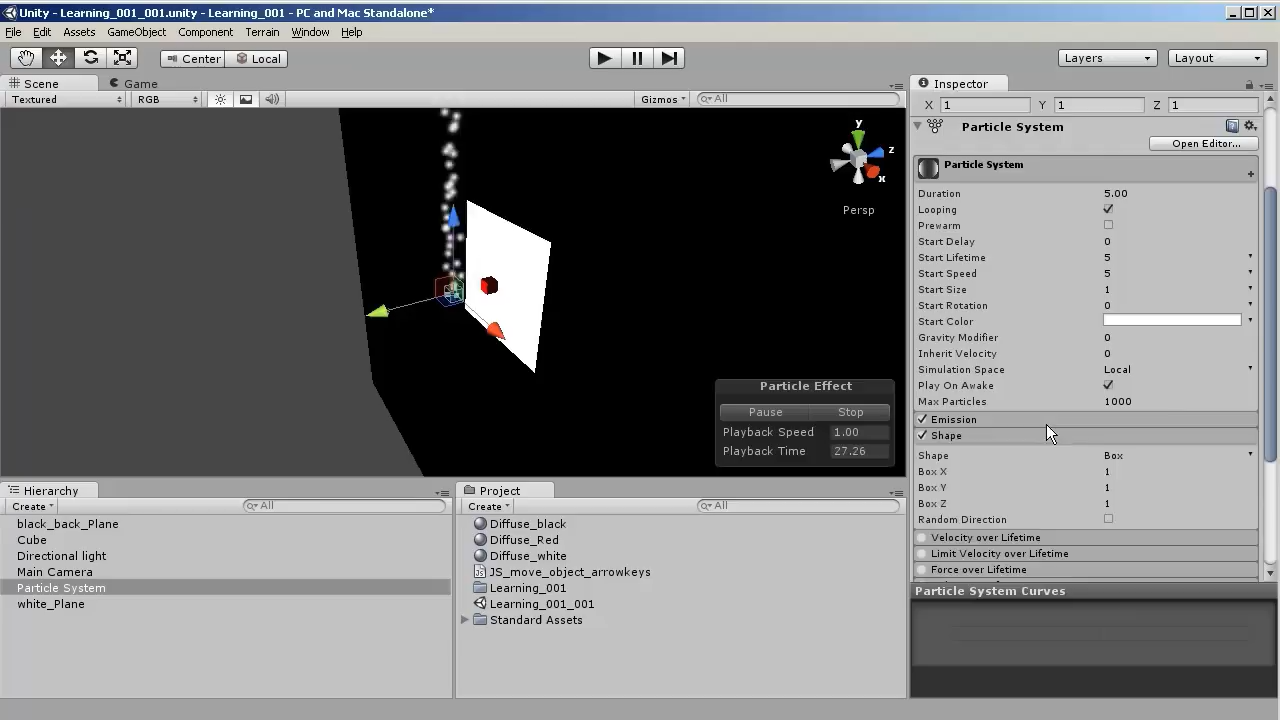 Unity - Learning_001_001.unity - Learning_001 - PC and Mac Standalone*
File Edit Assets GameObject Component Terrain Window Help
Center Local Layers Layout
Scene Game
Textured RGB Gizmos All
y
z
x
Persp
Particle Effect
Pause Stop
Playback Speed 1.00
Playback Time 27.26
Inspector
X 1 Y 1 Z 1
Particle System
Open Editor...
Particle System
Duration 5.00
Looping
Prewarm
Start Delay 0
Start Lifetime 5
Start Speed 5
Start Size 1
Start Rotation 0
Start Color
Gravity Modifier 0
Inherit Velocity 0
Simulation Space Local
Play On Awake
Max Particles 1000
Emission
Shape
Shape Box
Box X 1
Box Y 1
Box Z 1
Random Direction
Velocity over Lifetime
Limit Velocity over Lifetime
Force over Lifetime
Particle System Curves
Hierarchy
Create All
black_back_Plane
Cube
Directional light
Main Camera
Particle System
white_Plane
Project
Create All
Diffuse_black
Diffuse_Red
Diffuse_white
JS_move_object_arrowkeys
Learning_001
Learning_001_001
Standard Assets